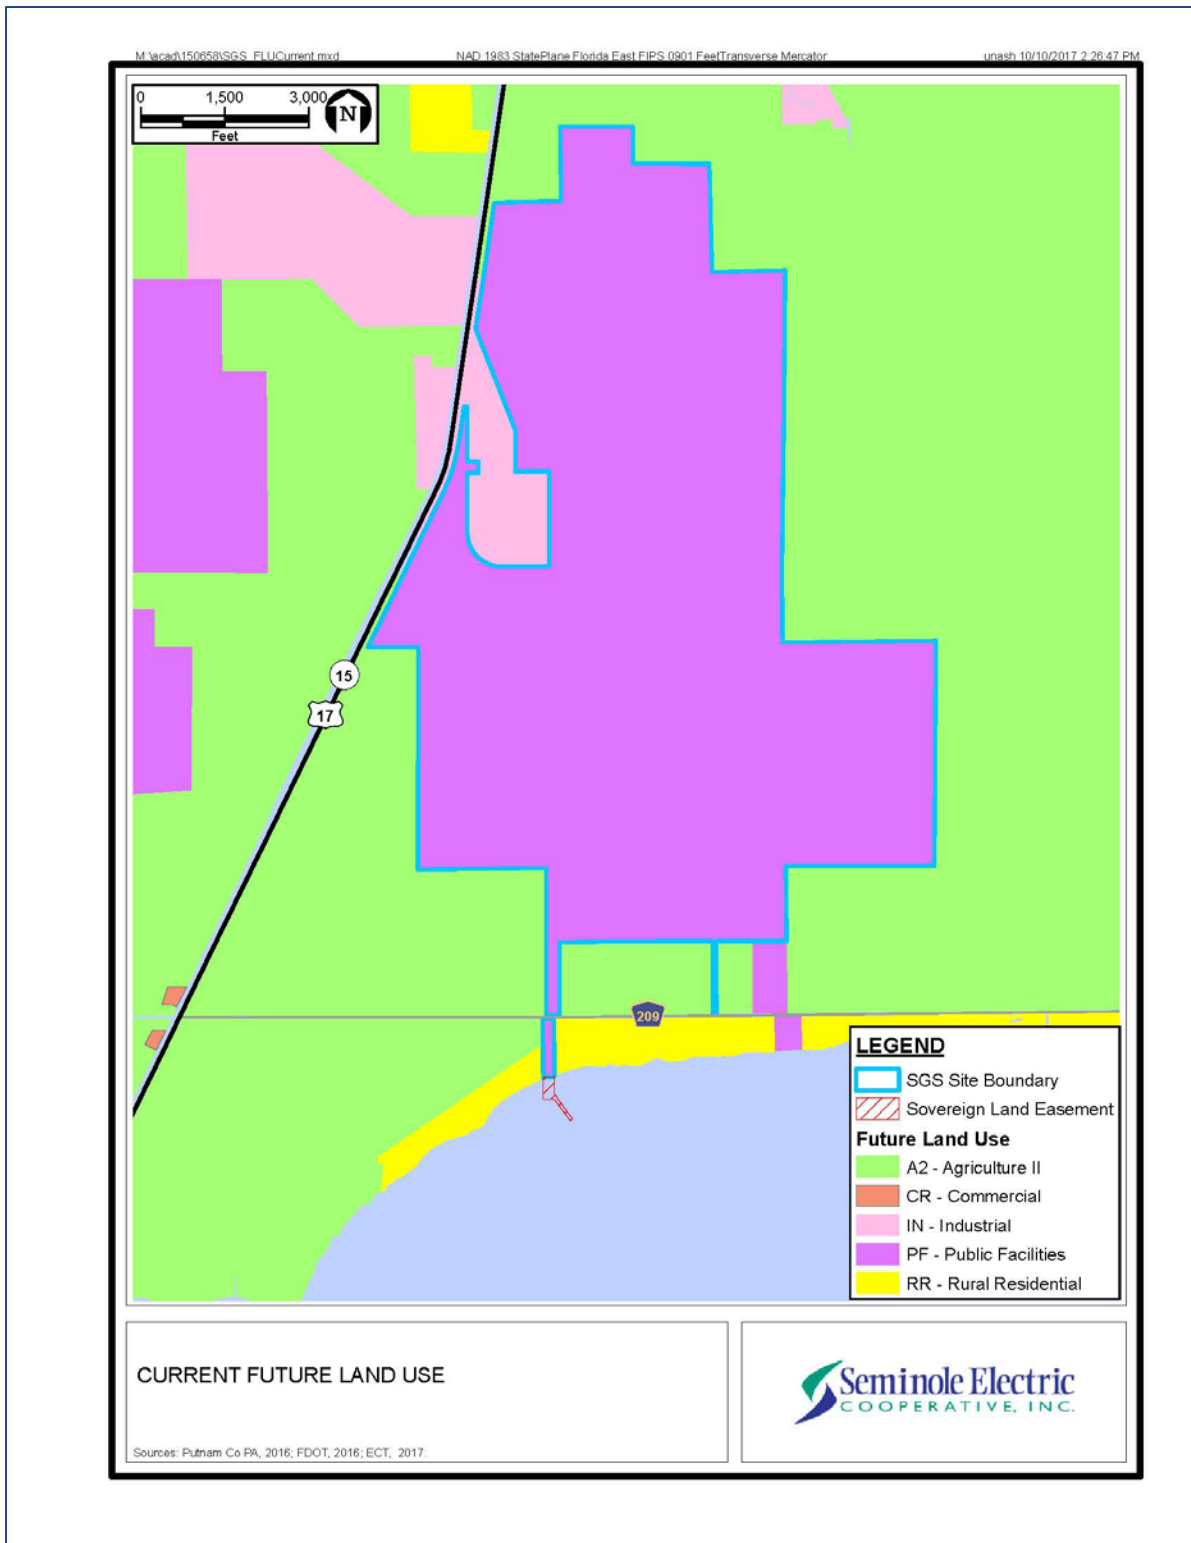 M:\acad\150658\SGS_FLUCurrent.mxd NAD 1983 StatePlane Florida East FIPS 0901 FeetTransverse Mercator unash 10/10/2017 2:26:47 PM
0 1,500 3,000
N
Feet
15
17
209
LEGEND
SGS Site Boundary
Sovereign Land Easement
Future Land Use
A2 - Agriculture II
CR - Commercial
IN - Industrial
PF - Public Facilities
RR - Rural Residential
CURRENT FUTURE LAND USE
Sources: Putnam Co PA, 2016; FDOT, 2016; ECT, 2017.
Seminole Electric
COOPERATIVE, INC.